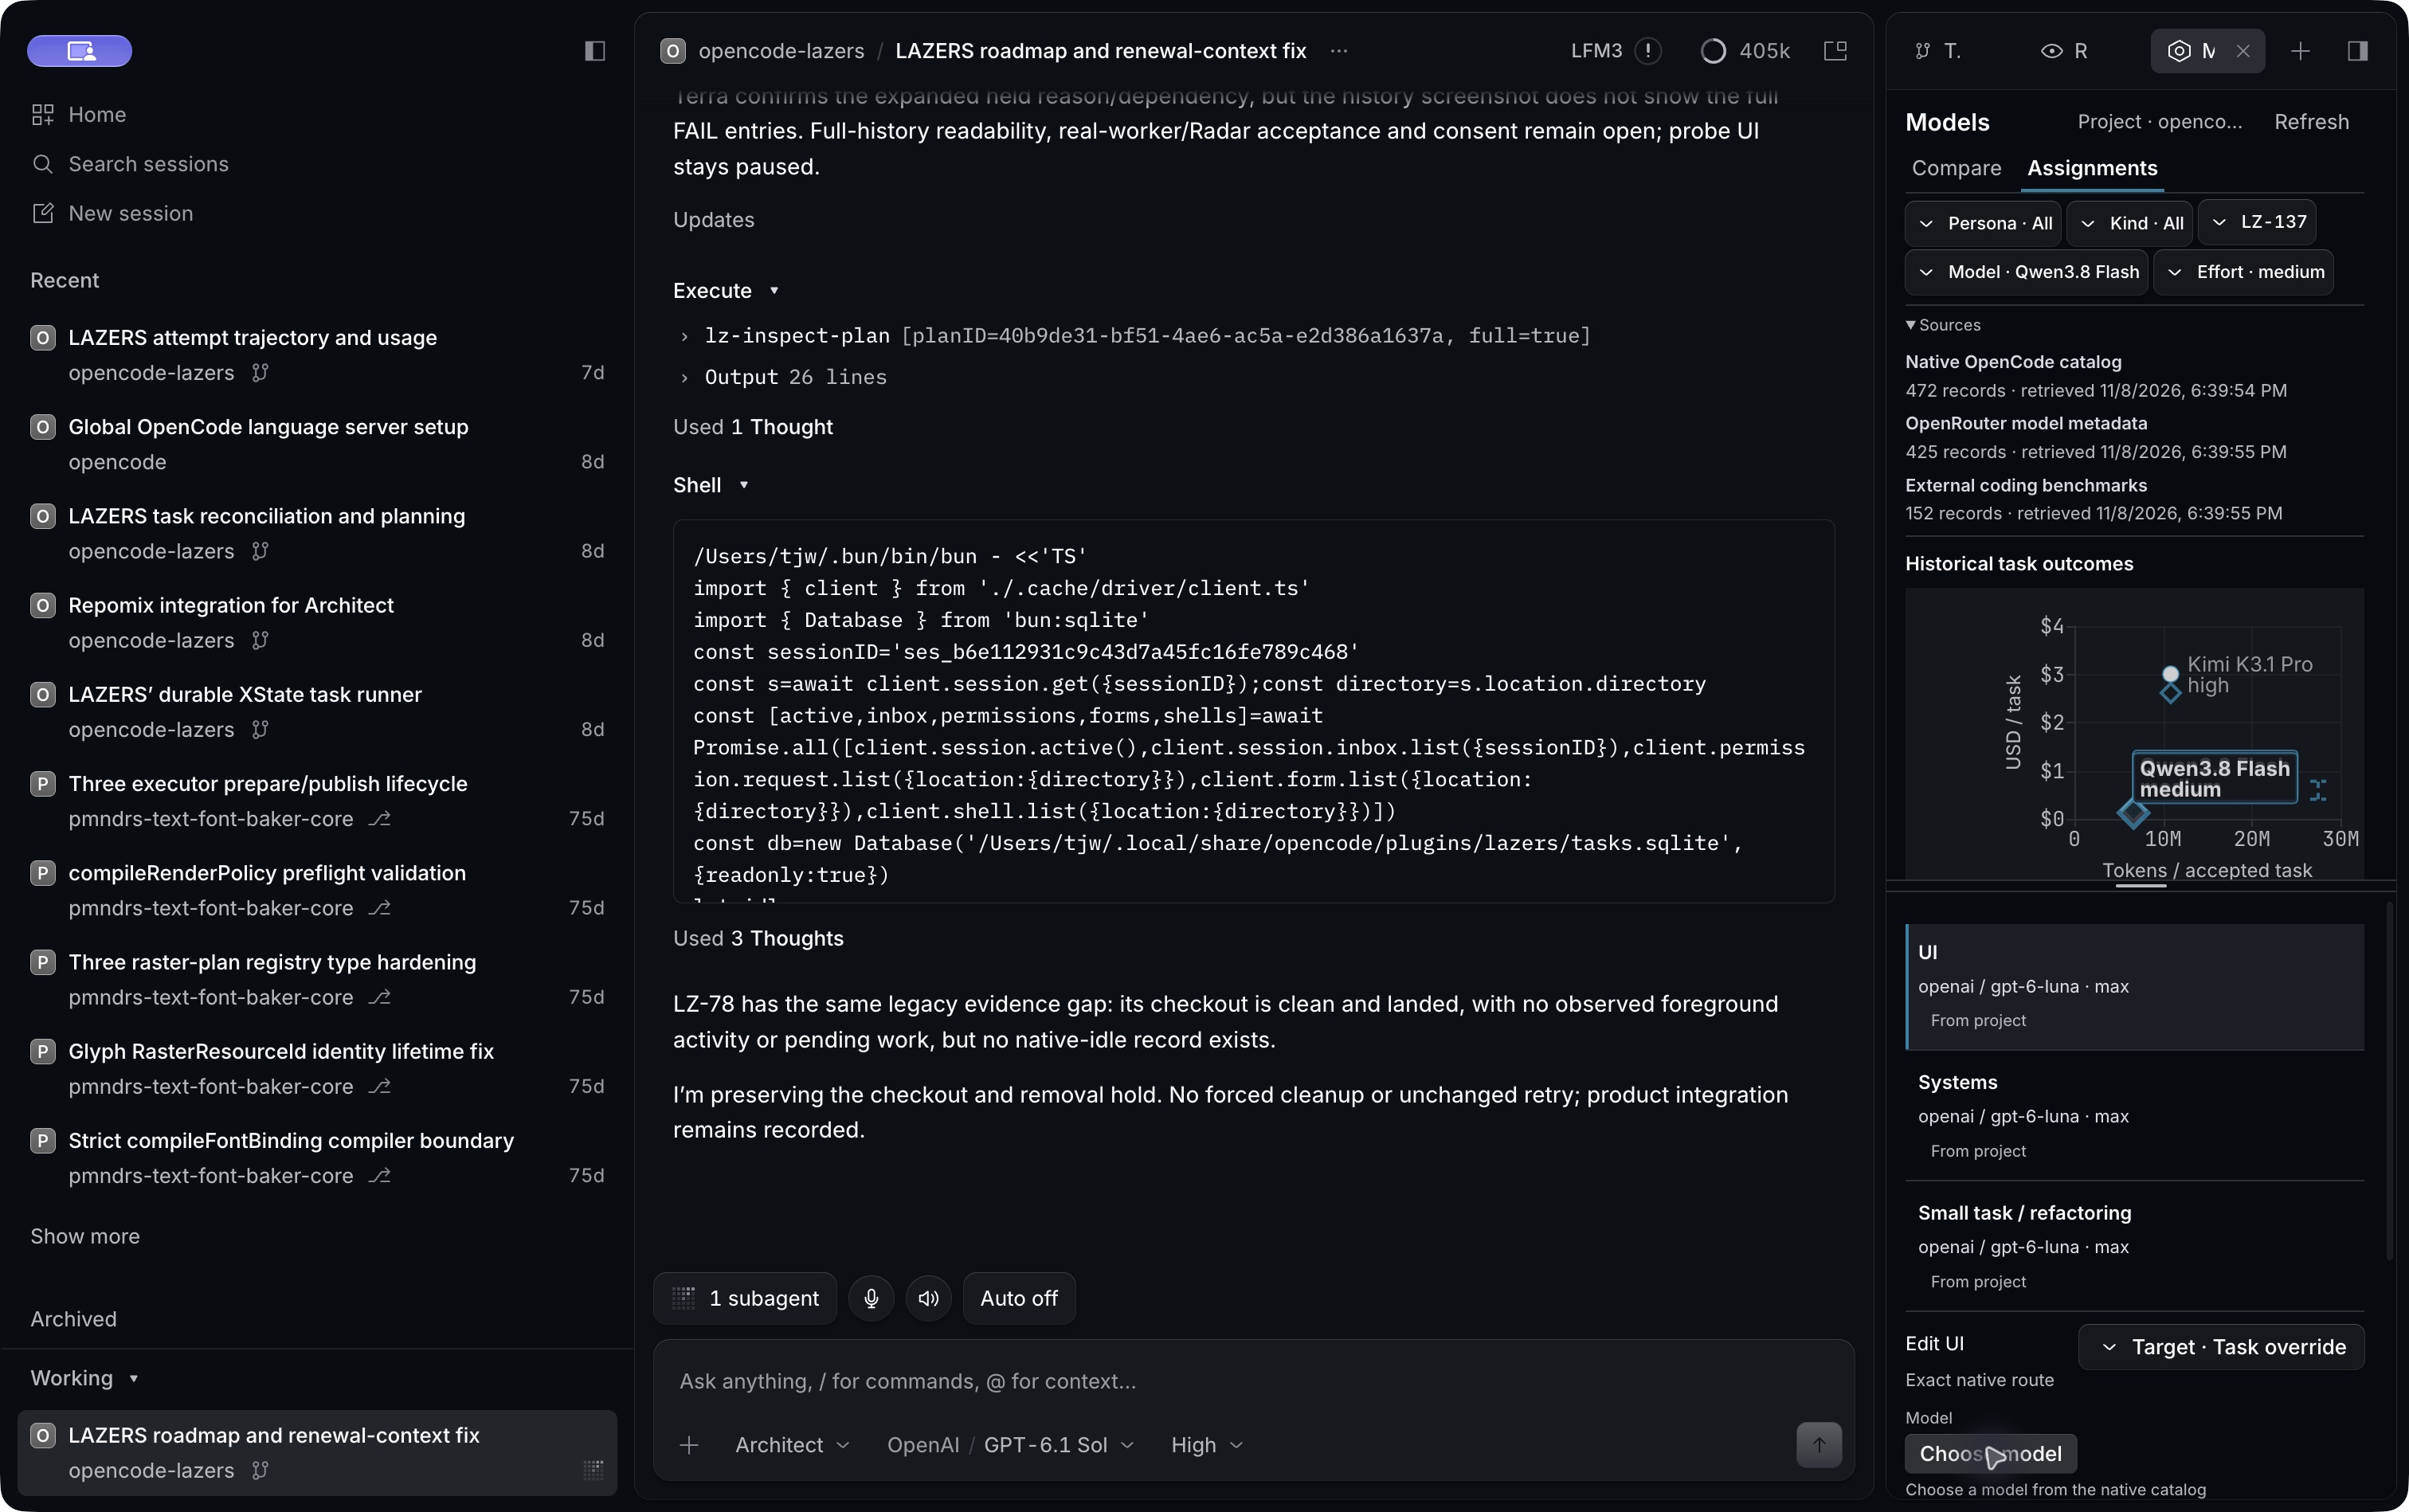 Home
Search sessions
New session
Recent
O LAZERS attempt trajectory and usage
opencode-lazers 7d
O Global OpenCode language server setup
opencode 8d
O LAZERS task reconciliation and planning
opencode-lazers 8d
O Repomix integration for Architect
opencode-lazers 8d
O LAZERS’ durable XState task runner
opencode-lazers 8d
P Three executor prepare/publish lifecycle
pmndrs-text-font-baker-core 75d
P compileRenderPolicy preflight validation
pmndrs-text-font-baker-core 75d
P Three raster-plan registry type hardening
pmndrs-text-font-baker-core 75d
P Glyph RasterResourceId identity lifetime fix
pmndrs-text-font-baker-core 75d
P Strict compileFontBinding compiler boundary
pmndrs-text-font-baker-core 75d
Show more
Archived
Working
O LAZERS roadmap and renewal-context fix
opencode-lazers
O opencode-lazers / LAZERS roadmap and renewal-context fix ···
LFM3 405k
Terra confirms the expanded held reason/dependency, but the history screenshot does not show the full
FAIL entries. Full-history readability, real-worker/Radar acceptance and consent remain open; probe UI
stays paused.
Updates
Execute
lz-inspect-plan [planID=40b9de31-bf51-4ae6-ac5a-e2d386a1637a, full=true]
Output 26 lines
Used 1 Thought
Shell
/Users/tjw/.bun/bin/bun - <<'TS'
import { client } from './.cache/driver/client.ts'
import { Database } from 'bun:sqlite'
const sessionID='ses_b6e112931c9c43d7a45fc16fe789c468'
const s=await client.session.get({sessionID});const directory=s.location.directory
const [active,inbox,permissions,forms,shells]=await
Promise.all([client.session.active(),client.session.inbox.list({sessionID}),client.permiss
ion.request.list({location:{directory}}),client.form.list({location:
{directory}}),client.shell.list({location:{directory}})])
const db=new Database('/Users/tjw/.local/share/opencode/plugins/lazers/tasks.sqlite',
{readonly:true})
Used 3 Thoughts
LZ-78 has the same legacy evidence gap: its checkout is clean and landed, with no observed foreground
activity or pending work, but no native-idle record exists.
I’m preserving the checkout and removal hold. No forced cleanup or unchanged retry; product integration
remains recorded.
1 subagent
Auto off
Ask anything, / for commands, @ for context...
Architect OpenAI / GPT-6.1 Sol High
T. R M
Models Project · openco... Refresh
Compare Assignments
Persona · All Kind · All LZ-137
Model · Qwen3.8 Flash Effort · medium
Sources
Native OpenCode catalog
472 records · retrieved 11/8/2026, 6:39:54 PM
OpenRouter model metadata
425 records · retrieved 11/8/2026, 6:39:55 PM
External coding benchmarks
152 records · retrieved 11/8/2026, 6:39:55 PM
Historical task outcomes
USD / task
$4
$3
$2
$1
$0
Kimi K3.1 Pro
high
Qwen3.8 Flash
medium
0 10M 20M 30M
Tokens / accepted task
UI
openai / gpt-6-luna · max
From project
Systems
openai / gpt-6-luna · max
From project
Small task / refactoring
openai / gpt-6-luna · max
From project
Edit UI Target · Task override
Exact native route
Model
Choose model
Choose a model from the native catalog